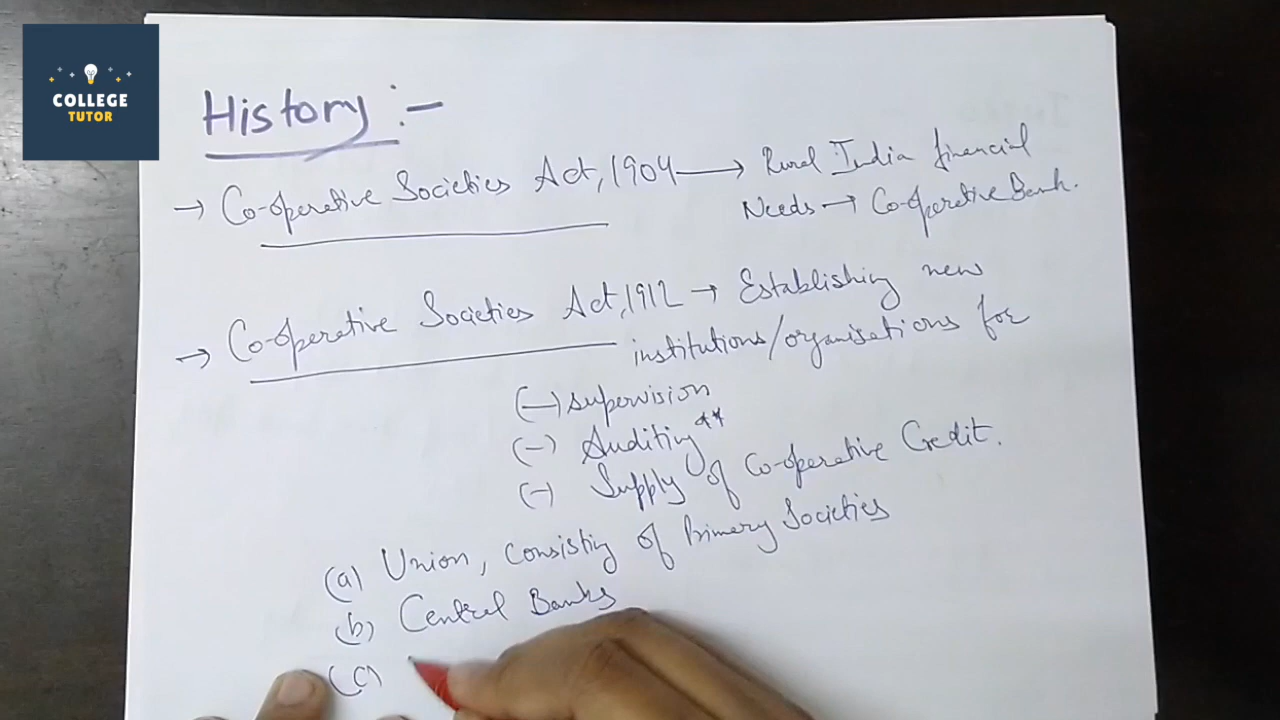 COLLEGE
TUTOR
History :-
→ Co-operative Societies Act, 1904 → Rural India financial
Needs → Co-operative Bank.
→ Co-operative Societies Act, 1912 → Establishing new
institutions/organisations for
(-) supervision
(-) Auditing **
(-) Supply of Co-operative Credit.
(a) Union, consisting of Primary Societies
(b) Central Banks
(c)